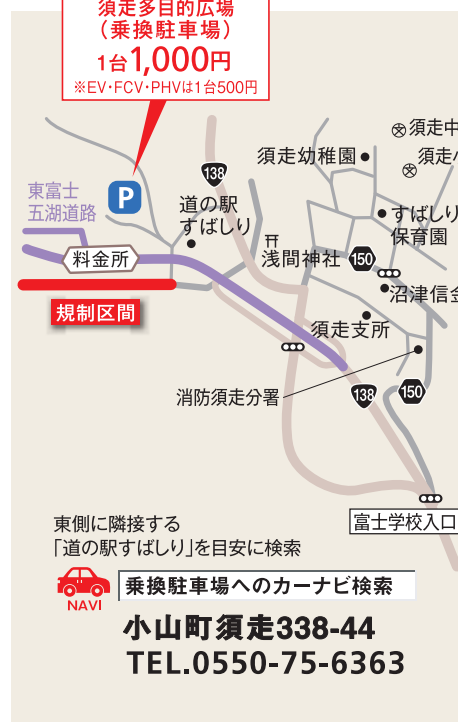 須走多目的広場
（乗換駐車場）
1台1,000円
※EV・FCV・PHVは1台500円
須走中
須走小
須走幼稚園
138
東富士
五湖道路
P
道の駅
すばしり
すばしり
保育園
浅間神社
150
料金所
沼津信金
規制区間
須走支所
消防須走分署
138
150
富士学校入口
東側に隣接する
「道の駅すばしり」を目安に検索
NAVI
乗換駐車場へのカーナビ検索
小山町須走338-44
TEL.0550-75-6363